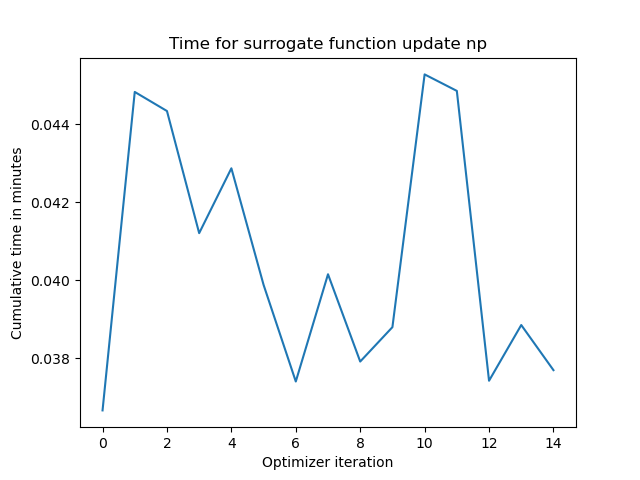 Time for surrogate function update np
Cumulative time in minutes
0.044
0.042
0.040
0.038
0 2 4 6 8 10 12 14
Optimizer iteration